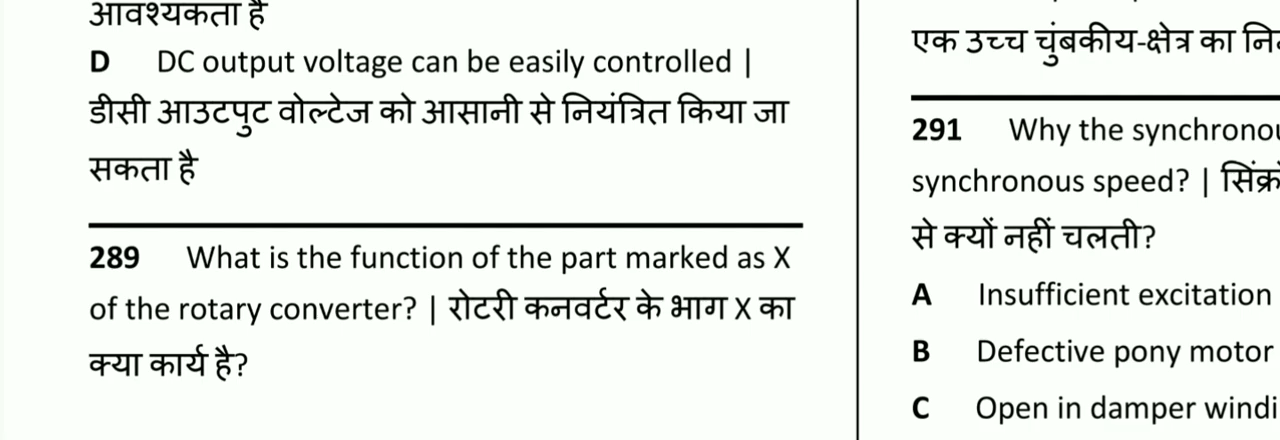 आवश्यकता है
D DC output voltage can be easily controlled |
डीसी आउटपुट वोल्टेज को आसानी से नियंत्रित किया जा
सकता है
289 What is the function of the part marked as X
of the rotary converter? | रोटरी कनवर्टर के भाग X का
क्या कार्य है?
एक उच्च चुंबकीय-क्षेत्र का
291 Why the
synchronous speed? |
से क्यों नहीं चलती?
A Insufficient excitation
B Defective pony motor
C Open in damper